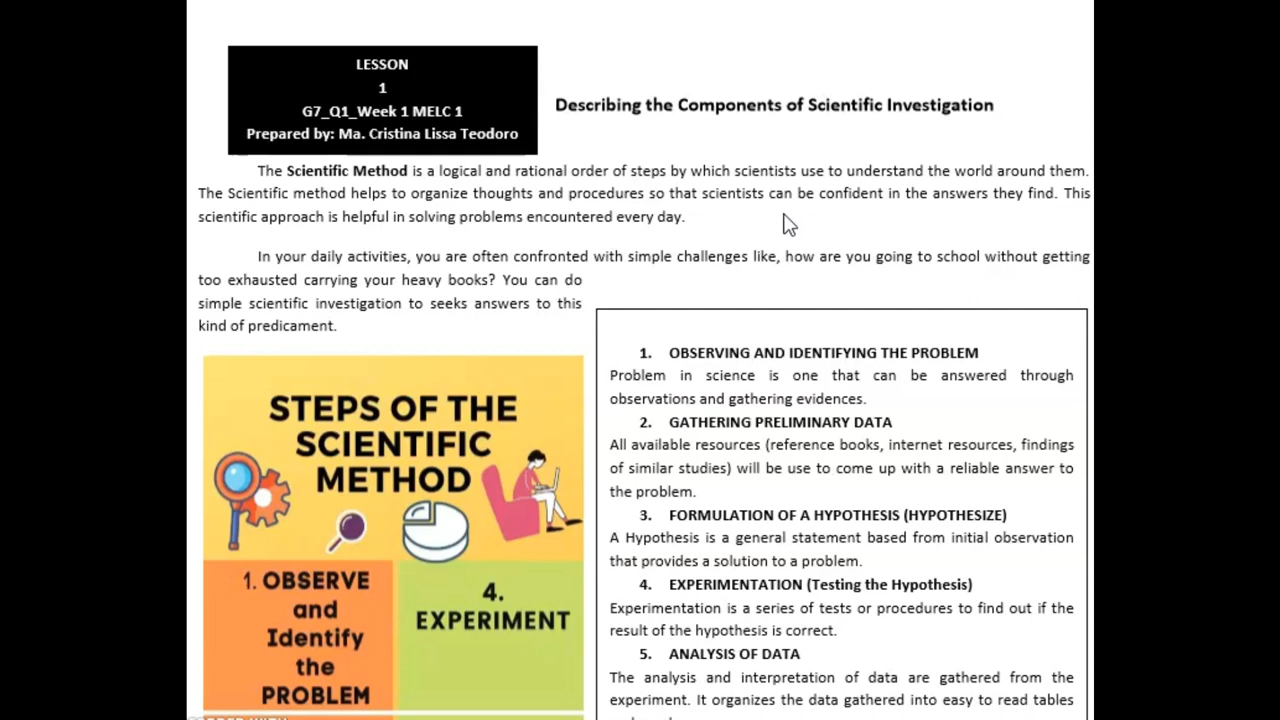 LESSON
1
G7_Q1_Week 1 MELC 1
Prepared by: Ma. Cristina Lissa Teodoro
Describing the Components of Scientific Investigation
The Scientific Method is a logical and rational order of steps by which scientists use to understand the world around them.
The Scientific method helps to organize thoughts and procedures so that scientists can be confident in the answers they find. This
scientific approach is helpful in solving problems encountered every day.
In your daily activities, you are often confronted with simple challenges like, how are you going to school without getting
too exhausted carrying your heavy books? You can do
simple scientific investigation to seeks answers to this
kind of predicament.
STEPS OF THE
SCIENTIFIC
METHOD
1. OBSERVE
and
Identify
the
PROBLEM
4.
EXPERIMENT
1. OBSERVING AND IDENTIFYING THE PROBLEM
Problem in science is one that can be answered through
observations and gathering evidences.
2. GATHERING PRELIMINARY DATA
All available resources (reference books, internet resources, findings
of similar studies) will be use to come up with a reliable answer to
the problem.
3. FORMULATION OF A HYPOTHESIS (HYPOTHESIZE)
A Hypothesis is a general statement based from initial observation
that provides a solution to a problem.
4. EXPERIMENTATION (Testing the Hypothesis)
Experimentation is a series of tests or procedures to find out if the
result of the hypothesis is correct.
5. ANALYSIS OF DATA
The analysis and interpretation of data are gathered from the
experiment. It organizes the data gathered into easy to read tables